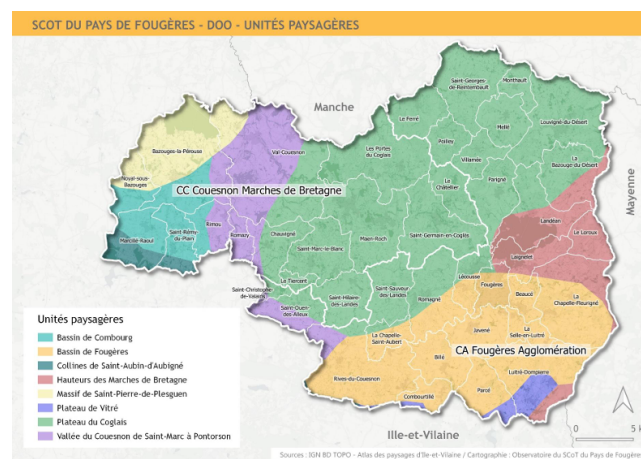 SCOT DU PAYS DE FOUGÈRES - DOO - UNITÉS PAYSAGÈRES
Manche
Saint-Georges-
de-Reintembault
Monthault
Le Ferré
Mellé
Louvigné-du-Désert
Bazouges-la-Pérouse
Val-Couesnon
Les Portes
du Coglais
Poilley
Villamée
La
Bazouge-du-Désert
Mayenne
Noyal-sous-
Bazouges
CC Couesnon Marches de Bretagne
Le
Châtellier
Parigné
Saint-Rémy-
du-Plain
Rimou
Romazy
Chauvigné
Marcillé-Raoul
Saint-Marc-le-Blanc
Maen-Roch
Saint-Germain-en-Coglès
Landéan
Le Loroux
Laignelet
Le Tiercent
Saint-Christophe-
de-Valains
Saint-Ouen-
des-Alleux
Saint-Hilaire-
des-Landes
Saint-Sauveur-
des-Landes
Romagné
Lécousse
Fougères
Beaucé
La
Chapelle-Fleurigné
La Chapelle-
Saint-Aubert
Javené
La
Selle-en-Luitré
Billé
CA Fougères Agglomération
Rives-du-Couesnon
Luitré-Dompierre
Parcé
Combourtillé
Unités paysagères
Bassin de Combourg
Bassin de Fougères
Collines de Saint-Aubin-d'Aubigné
Hauteurs des Marches de Bretagne
Massif de Saint-Pierre-de-Plesguen
Plateau de Vitré
Plateau du Coglais
Vallée du Couesnon de Saint-Marc à Pontorson
Ille-et-Vilaine
0 5 k
Sources : IGN BD TOPO - Atlas des paysages d'Ille-et-Vilaine / Cartographie : Observatoire du SCoT du Pays de Fougère